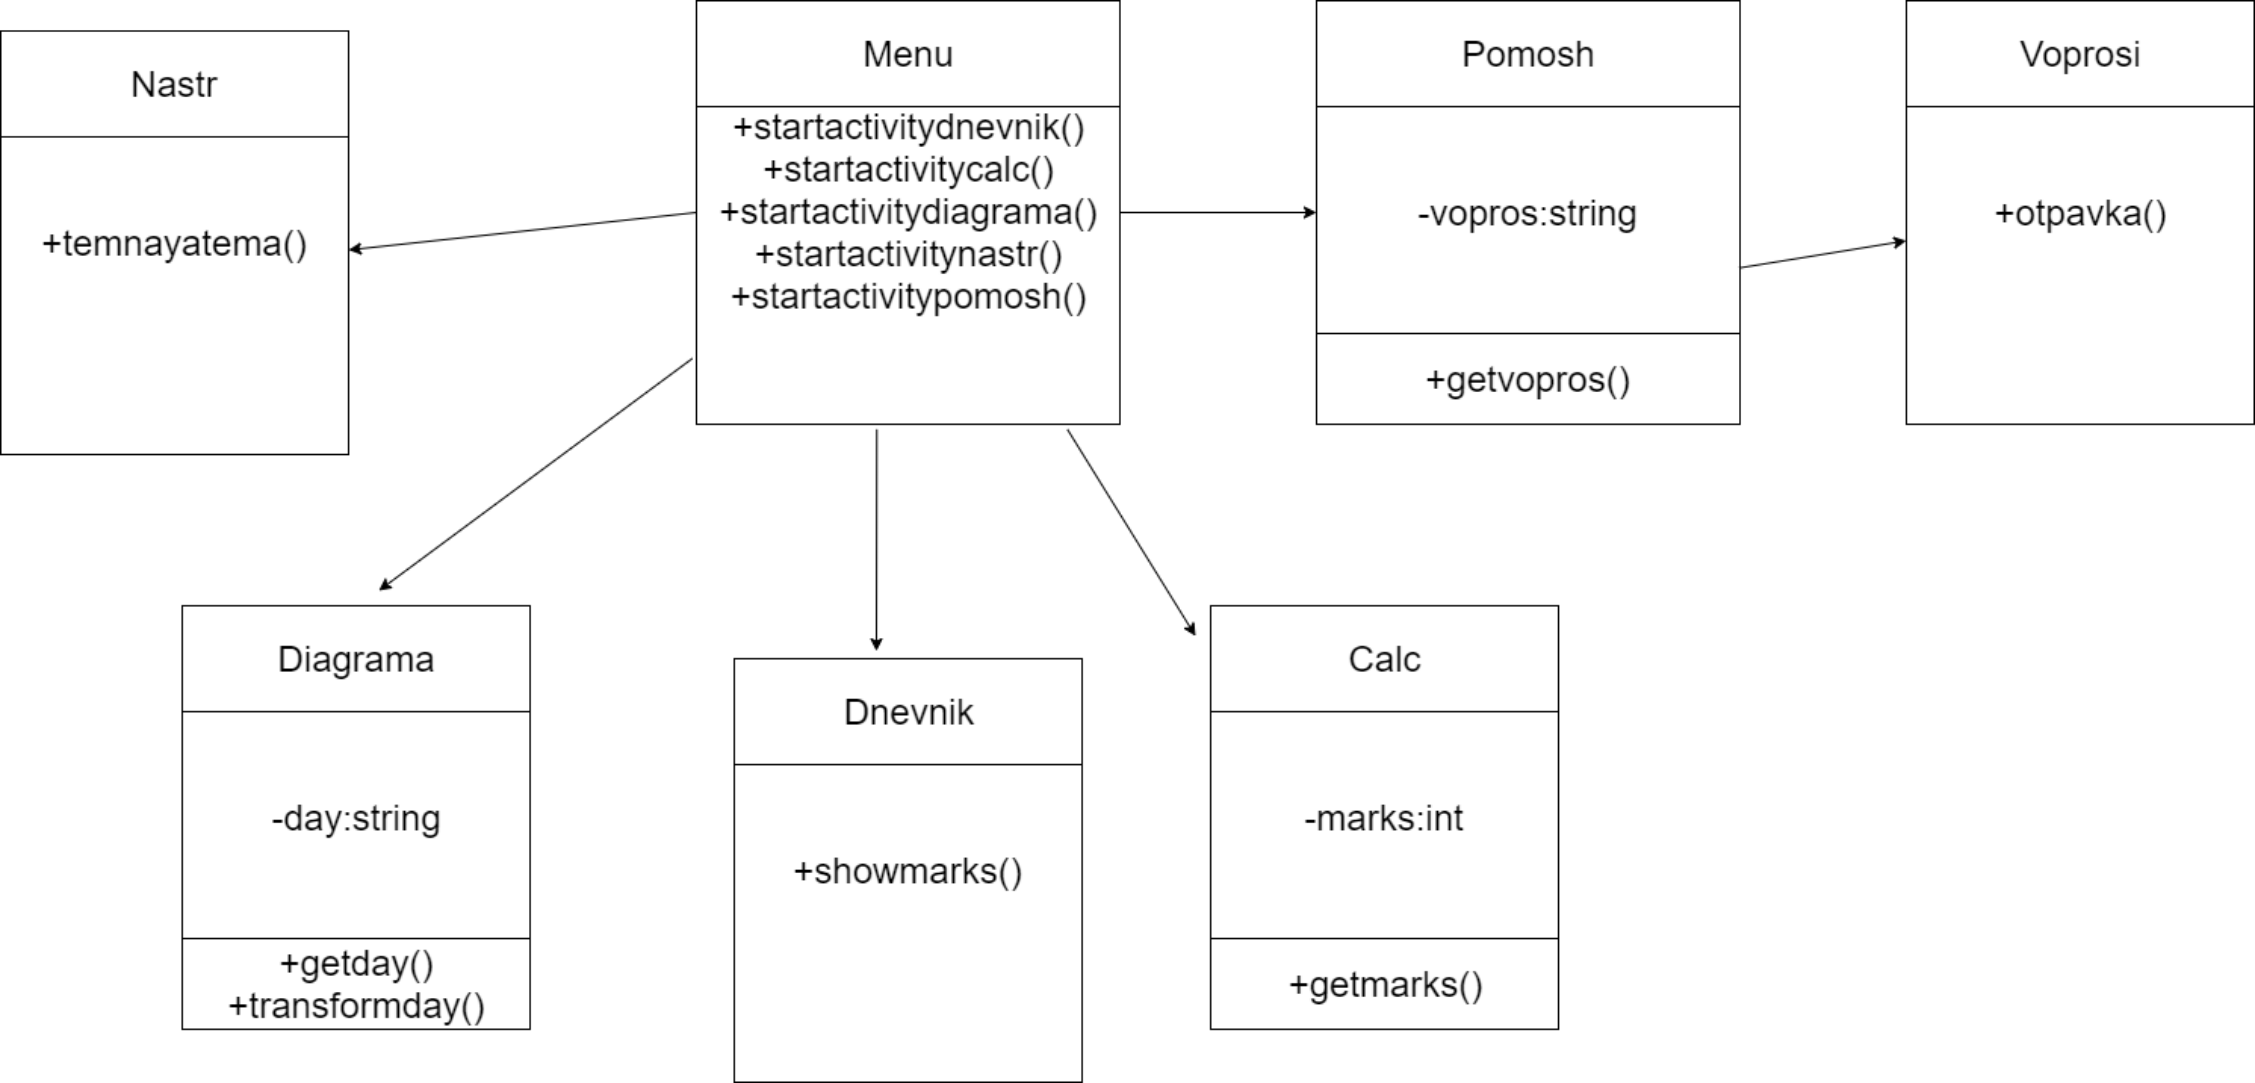 Nastr
+temnayatema()
Menu
+startactivitydnevnik()
+startactivitycalc()
+startactivitydiagrama()
+startactivitynastr()
+startactivitypomosh()
Pomosh
-vopros:string
+getvopros()
Voprosi
+otpavka()
Diagrama
-day:string
+getday()
+transformday()
Dnevnik
+showmarks()
Calc
-marks:int
+getmarks()